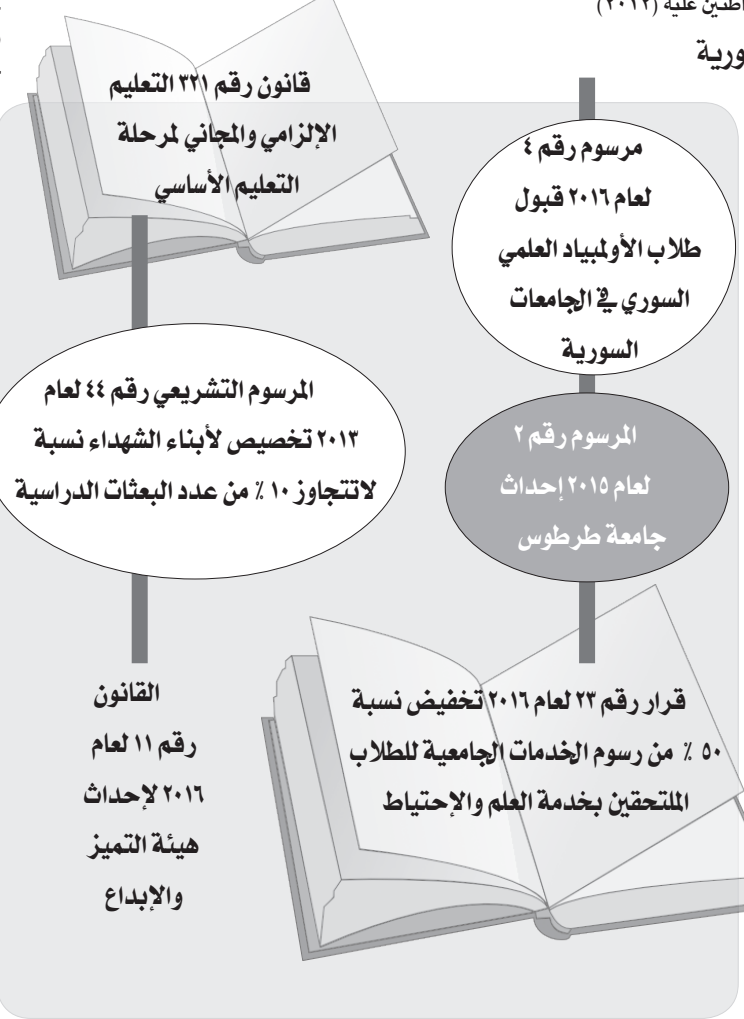 (٢٠١٢)
قانون رقم ٣٢١ التعليم
الإلزامي والمجاني لمرحلة
التعليم الأساسي
مرسوم رقم ٤
لعام ٢٠١٦ قبول
طلاب الأولمبياد العلمي
السوري في الجامعات
السورية
المرسوم التشريعي رقم ٤٤ لعام
٢٠١٣ تخصيص لأبناء الشهداء نسبة
لاتتجاوز ١٠ ٪ من عدد البعثات الدراسية
المرسوم رقم ٢
لعام ٢٠١٥ إحداث
جامعة طرطوس
القانون
رقم ١١ لعام
٢٠١٦ لإحداث
هيئة التميز
والإبداع
قرار رقم ٢٣ لعام ٢٠١٦ تخفيض نسبة
٥٠ ٪ من رسوم الخدمات الجامعية للطلاب
الملتحقين بخدمة العلم والإحتياط